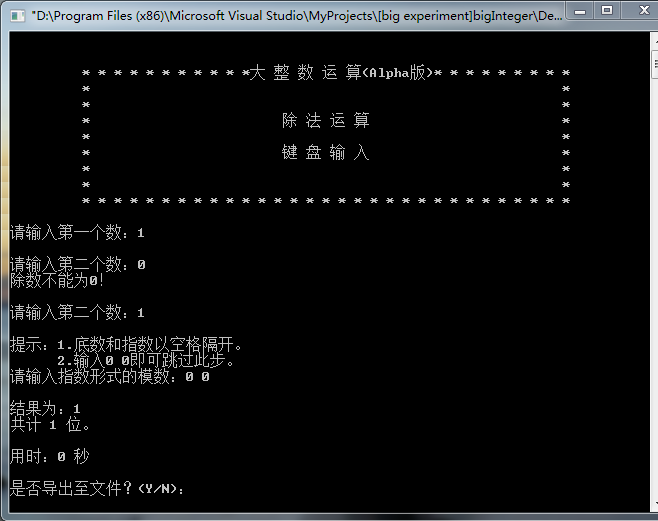 "D:\Program Files (x86)\Microsoft Visual Studio\MyProjects\[big experiment]bigInteger\De...
* * * * * * * * * * *大 整 数 运 算(Alpha版)* * * * * * * * *
* *
* *
* 除 法 运 算 *
* *
* 键 盘 输 入 *
* *
* *
* * * * * * * * * * * * * * * * * * * * * * * * * * * * * * *
请输入第一个数：1
请输入第二个数：0
除数不能为0!
请输入第二个数：1
提示：1.底数和指数以空格隔开。
2.输入0 0即可跳过此步。
请输入指数形式的模数：0 0
结果为：1
共计 1 位。
用时：0 秒
是否导出至文件？(Y/N)：